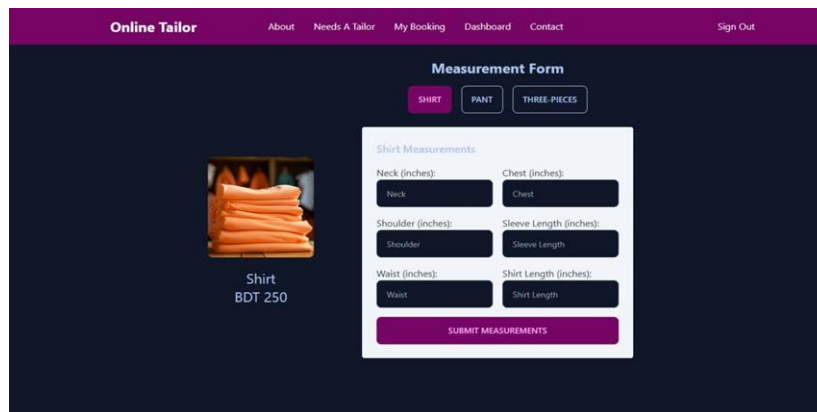 Online Tailor About Needs A Tailor My Booking Dashboard Contact Sign Out
Measurement Form
SHIRT PANT THREE-PIECES
Shirt Measurements
Neck (inches): Chest (inches):
Neck Chest
Shoulder (inches): Sleeve Length (inches):
Shoulder Sleeve Length
Waist (inches): Shirt Length (inches):
Waist Shirt Length
SUBMIT MEASUREMENTS
Shirt
BDT 250